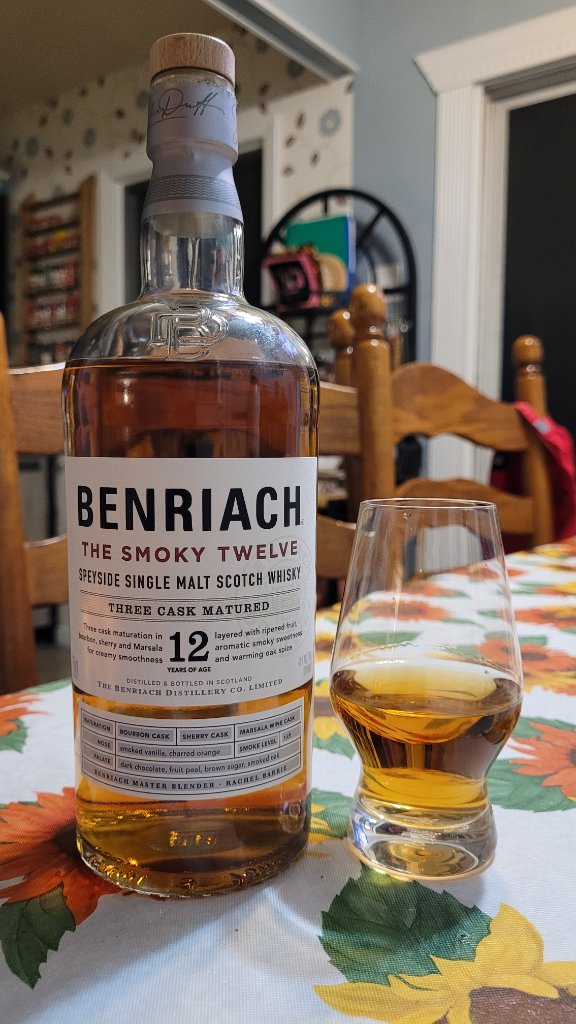 BENRIACH
THE SMOKY TWELVE
SPEYSIDE SINGLE MALT SCOTCH WHISKY
THREE CASK MATURED
Three cask maturation in bourbon, sherry and Marsala for creamy smoothness
12
YEARS OF AGE
layered with ripened fruit, aromatic smoky sweetness and warming oak spice
DISTILLED & BOTTLED IN SCOTLAND
THE BENRIACH DISTILLERY CO. LIMITED
MATURATION BOURBON CASK SHERRY CASK MARSALA WINE CASK
NOSE smoked vanilla, charred orange SMOKE LEVEL rich
PALATE dark chocolate, fruit peel, brown sugar, smoked oak
BENRIACH MASTER BLENDER - RACHEL BARRIE